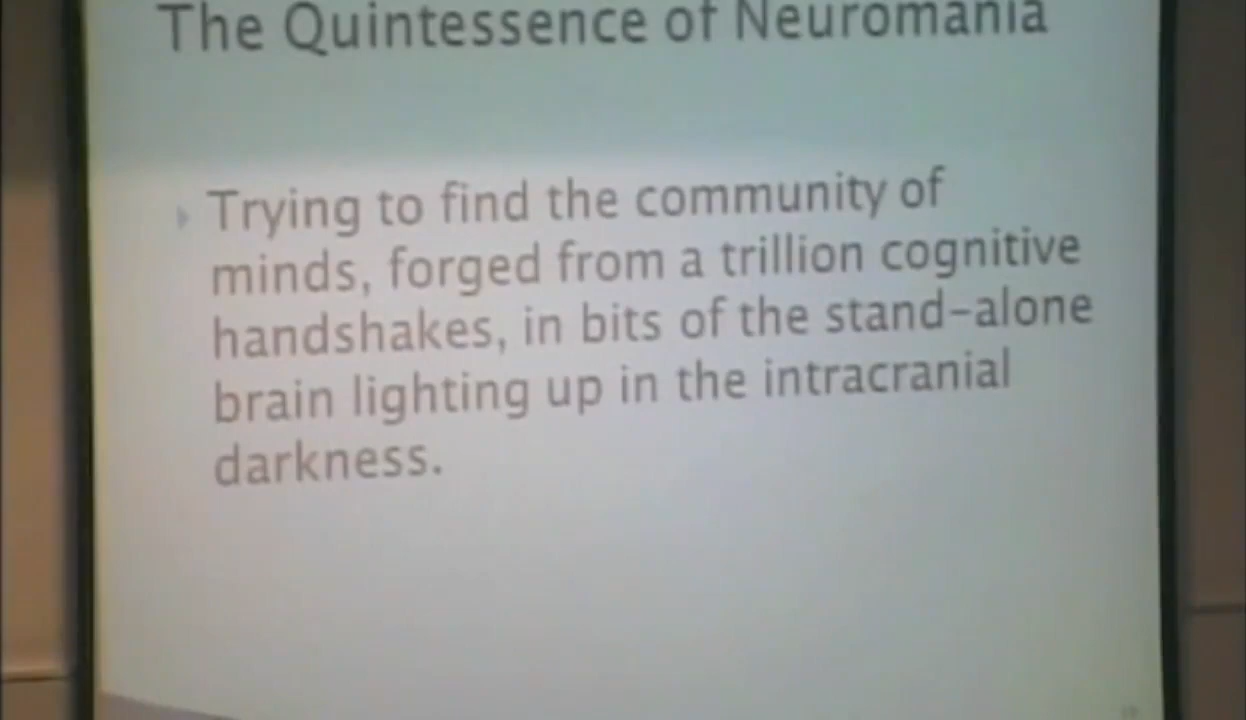 The Quintessence of Neuromania
Trying to find the community of
minds, forged from a trillion cognitive
handshakes, in bits of the stand-alone
brain lighting up in the intracranial
darkness.